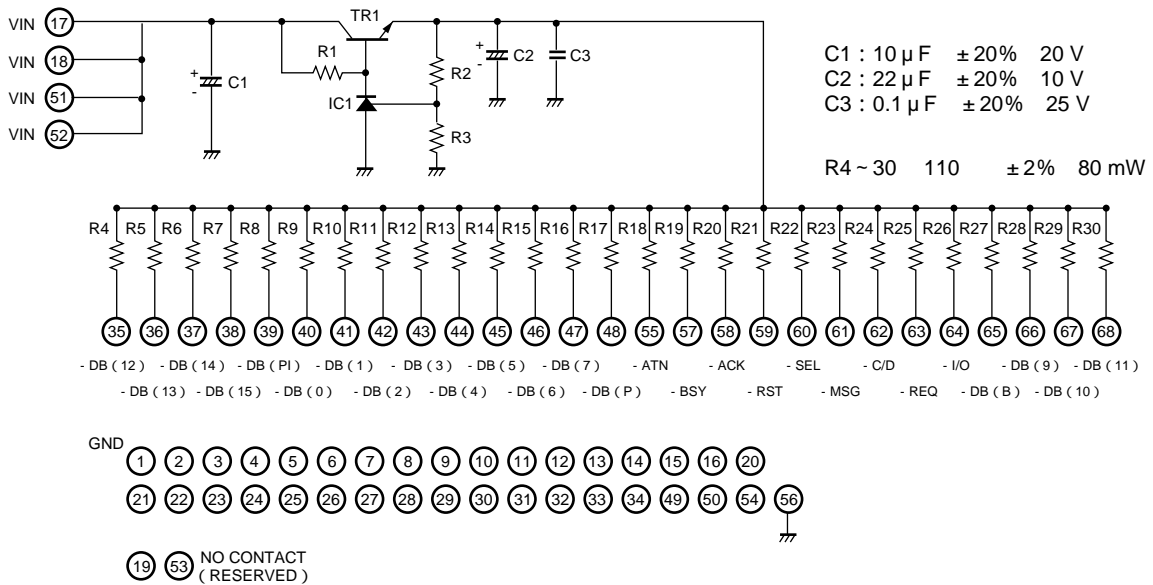 VIN 17 TR1
VIN 18 R1 + - C1 R2 + - C2 C3
VIN 51 IC1 R3
VIN 52
C1 : 10 μ F ± 20% 20 V
C2 : 22 μ F ± 20% 10 V
C3 : 0.1 μ F ± 20% 25 V
R4 ~ 30 110 ± 2% 80 mW
R4 R5 R6 R7 R8 R9 R10 R11 R12 R13 R14 R15 R16 R17 R18 R19 R20 R21 R22 R23 R24 R25 R26 R27 R28 R29 R30
35 36 37 38 39 40 41 42 43 44 45 46 47 48 55 57 58 59 60 61 62 63 64 65 66 67 68
- DB ( 12 ) - DB ( 14 ) - DB ( PI ) - DB ( 1 ) - DB ( 3 ) - DB ( 5 ) - DB ( 7 ) - ATN - ACK - SEL - C/D - I/O - DB ( 9 ) - DB ( 11 )
- DB ( 13 ) - DB ( 15 ) - DB ( 0 ) - DB ( 2 ) - DB ( 4 ) - DB ( 6 ) - DB ( P ) - BSY - RST - MSG - REQ - DB ( B ) - DB ( 10 )
GND
1 2 3 4 5 6 7 8 9 10 11 12 13 14 15 16 20
21 22 23 24 25 26 27 28 29 30 31 32 33 34 49 50 54 56
19 53 NO CONTACT
( RESERVED )